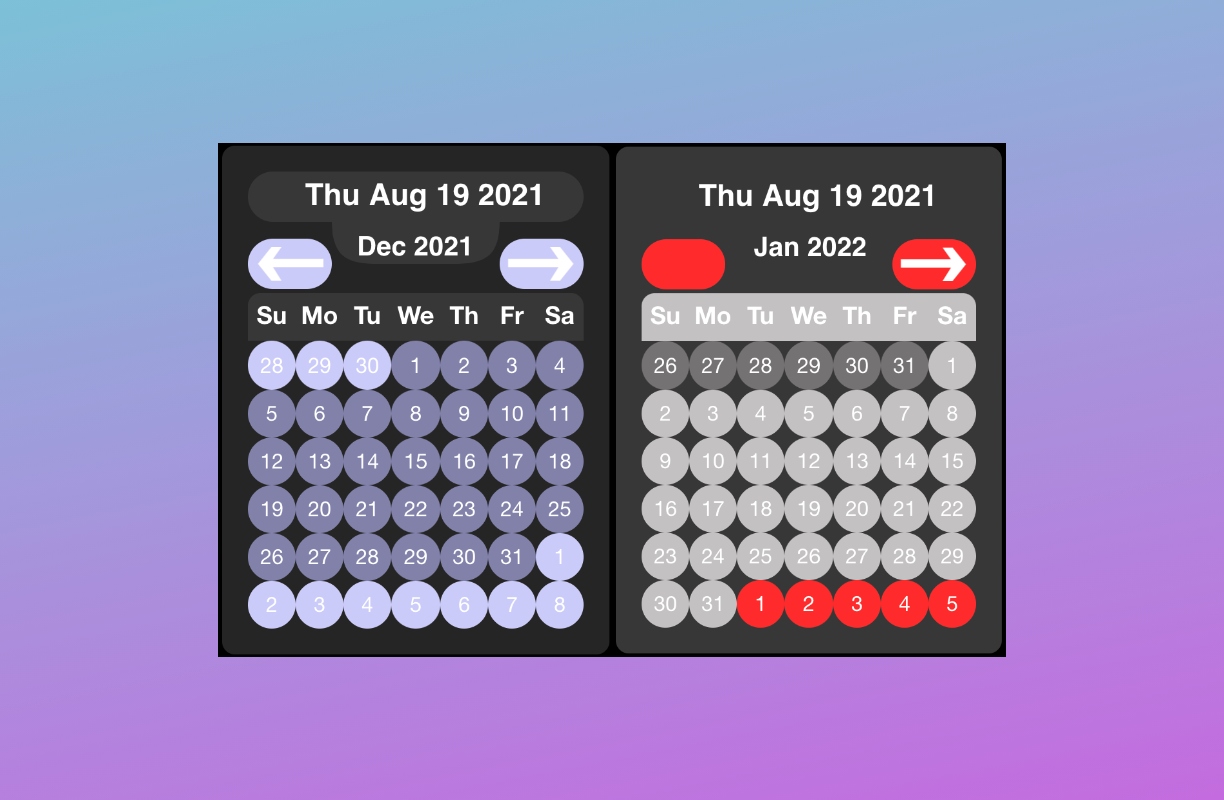 Thu Aug 19 2021
Dec 2021
Su Mo Tu We Th Fr Sa
28 29 30 1 2 3 4
5 6 7 8 9 10 11
12 13 14 15 16 17 18
19 20 21 22 23 24 25
26 27 28 29 30 31 1
2 3 4 5 6 7 8
Thu Aug 19 2021
Jan 2022
Su Mo Tu We Th Fr Sa
26 27 28 29 30 31 1
2 3 4 5 6 7 8
9 10 11 12 13 14 15
16 17 18 19 20 21 22
23 24 25 26 27 28 29
30 31 1 2 3 4 5